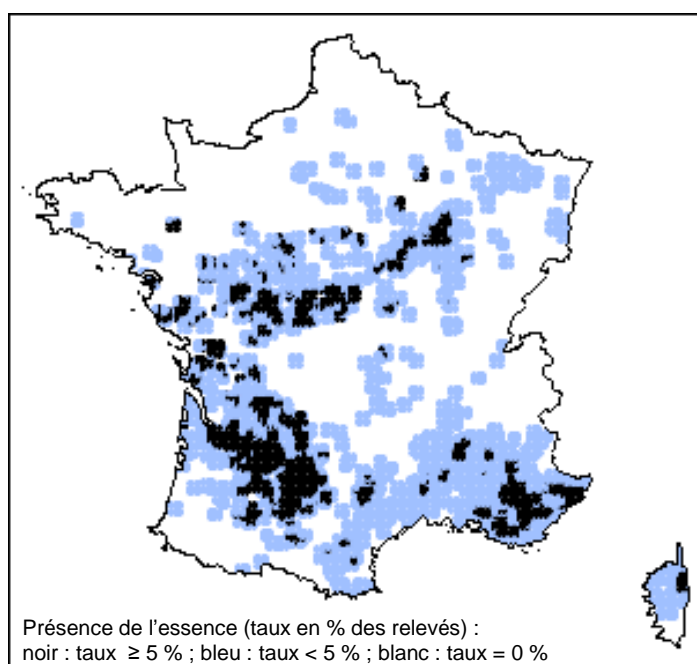 Présence de l’essence (taux en % des relevés) :
noir : taux ≥ 5 % ; bleu : taux < 5 % ; blanc : taux = 0 %